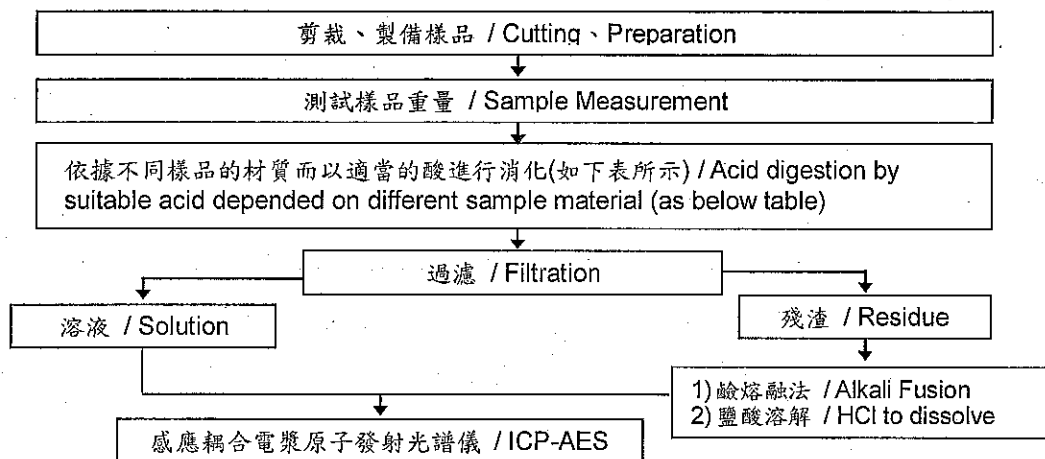 剪裁、製備樣品 / Cutting、Preparation
測試樣品重量 / Sample Measurement
依據不同樣品的材質而以適當的酸進行消化(如下表所示) / Acid digestion by
suitable acid depended on different sample material (as below table)
過濾 / Filtration
溶液 / Solution
殘渣 / Residue
1) 鹼熔融法 / Alkali Fusion
2) 鹽酸溶解 / HCl to dissolve
感應耦合電漿原子發射光譜儀 / ICP-AES